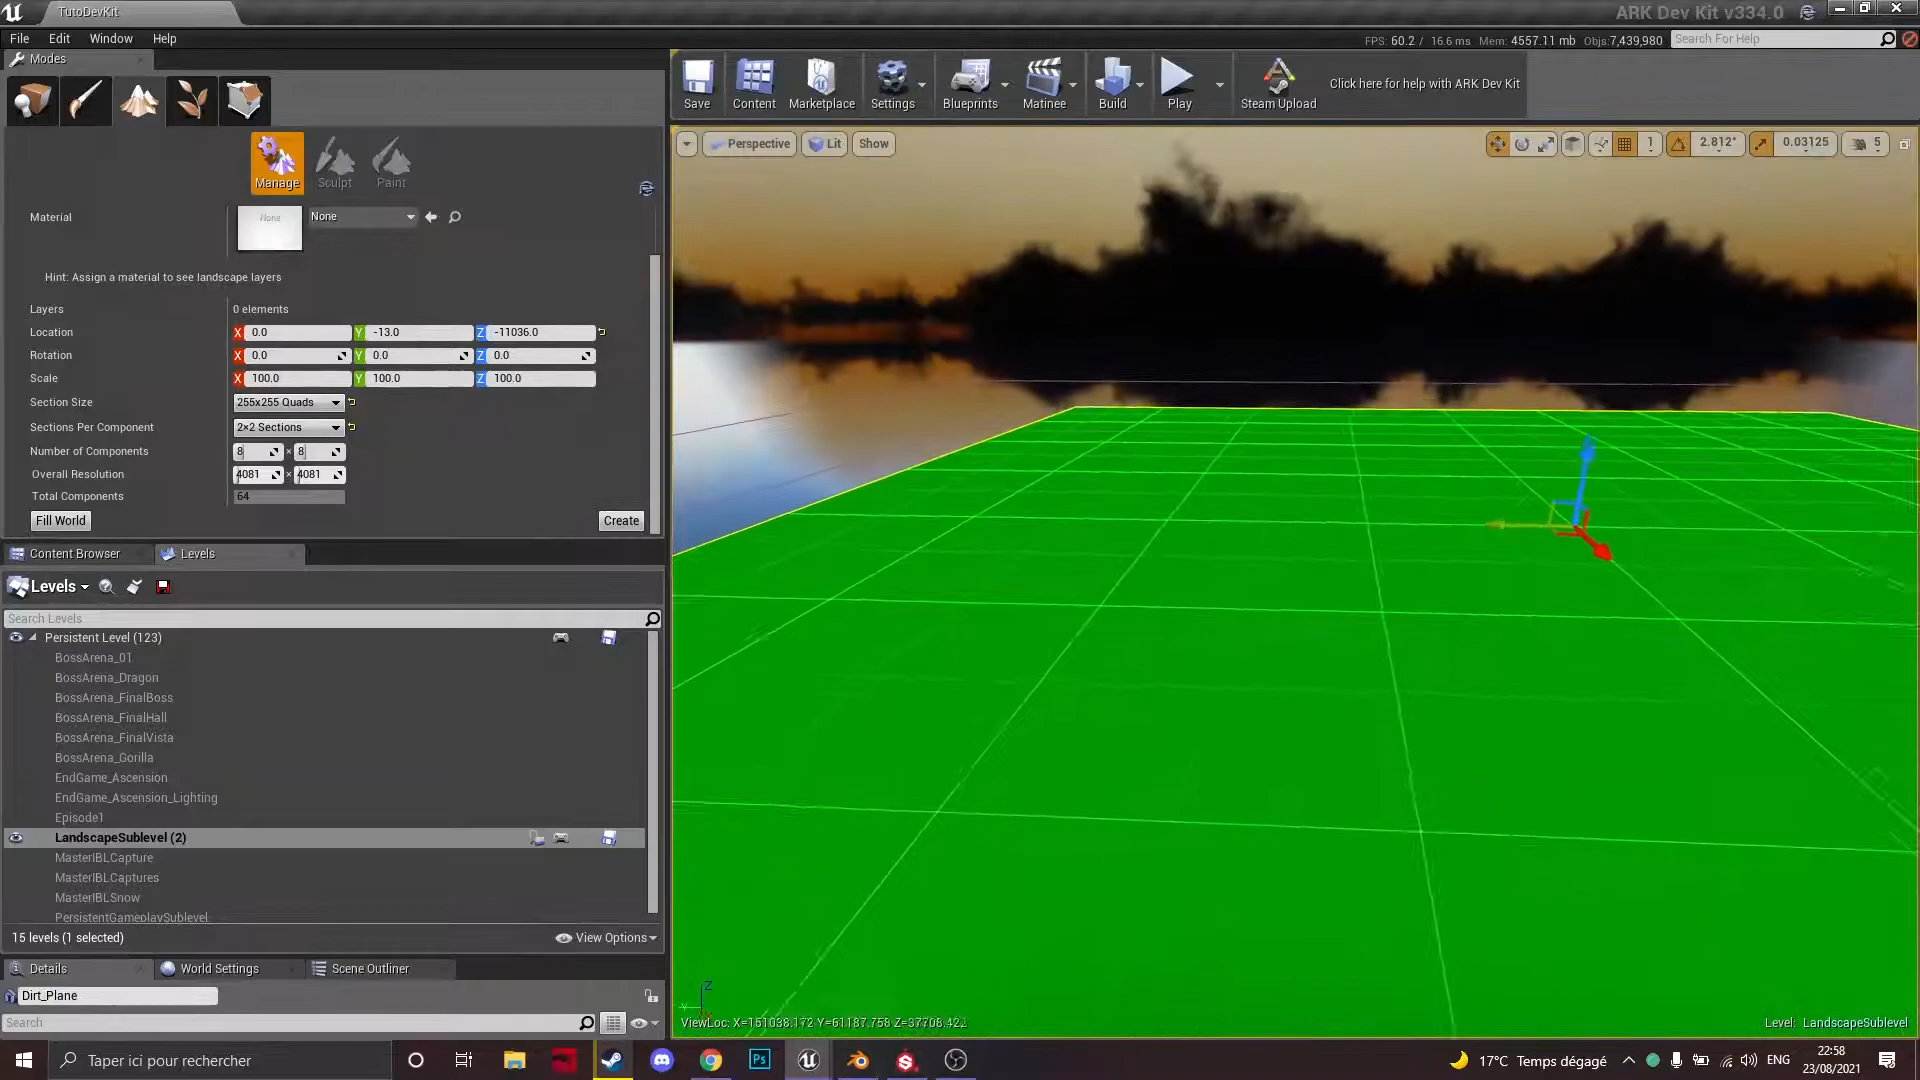 TutoDevKit
ARK Dev Kit v334.0
File Edit Window Help
FPS: 60.2 / 16.6 ms Mem: 4557.11 mb Objs:7,439,980 Search For Help
Modes
Save Content Marketplace Settings Blueprints Matinee Build Play Steam Upload Click here for help with ARK Dev Kit
Manage Sculpt Paint
Perspective Lit Show 1 2.812° 0.03125 5
Material None None
Hint: Assign a material to see landscape layers
Layers 0 elements
Location X 0.0 Y -13.0 Z -11036.0
Rotation X 0.0 Y 0.0 Z 0.0
Scale X 100.0 Y 100.0 Z 100.0
Section Size 255x255 Quads
Sections Per Component 2×2 Sections
Number of Components 8 × 8
Overall Resolution 4081 × 4081
Total Components 64
Fill World Create
Content Browser Levels
Levels
Search Levels
Persistent Level (123)
BossArena_01
BossArena_Dragon
BossArena_FinalBoss
BossArena_FinalHall
BossArena_FinalVista
BossArena_Gorilla
EndGame_Ascension
EndGame_Ascension_Lighting
Episode1
LandscapeSublevel (2)
MasterIBLCapture
MasterIBLCaptures
MasterIBLSnow
PersistentGameplaySublevel
15 levels (1 selected) View Options
Details World Settings Scene Outliner
Dirt_Plane
Search
ViewLoc: X=151038.172 Y=61187.758 Z=37708.422
Level: LandscapeSublevel
Taper ici pour rechercher
Ps
17°C Temps dégagé
ENG
22:58
23/08/2021